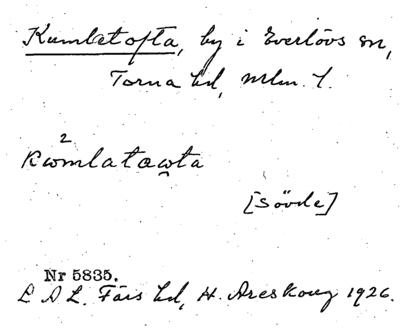 Kumletofta, by i Everlövs sn,
Torna hd, Mlm. l.
2
kwmlatawta
[Sövde]
Nr 5835.
L A L. Färs hd, H. Areskoug 1926.